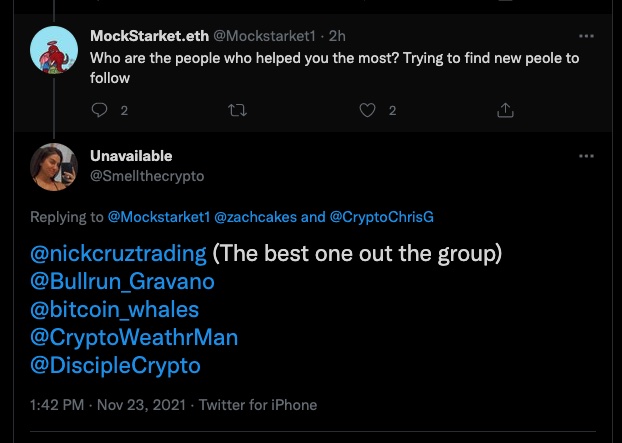 MockStarket.eth @Mockstarket1 · 2h
Who are the people who helped you the most? Trying to find new peole to
follow
2 2
Unavailable
@Smellthecrypto
Replying to @Mockstarket1 @zachcakes and @CryptoChrisG
@nickcruztrading (The best one out the group)
@Bullrun_Gravano
@bitcoin_whales
@CryptoWeathrMan
@DiscipleCrypto
1:42 PM · Nov 23, 2021 · Twitter for iPhone